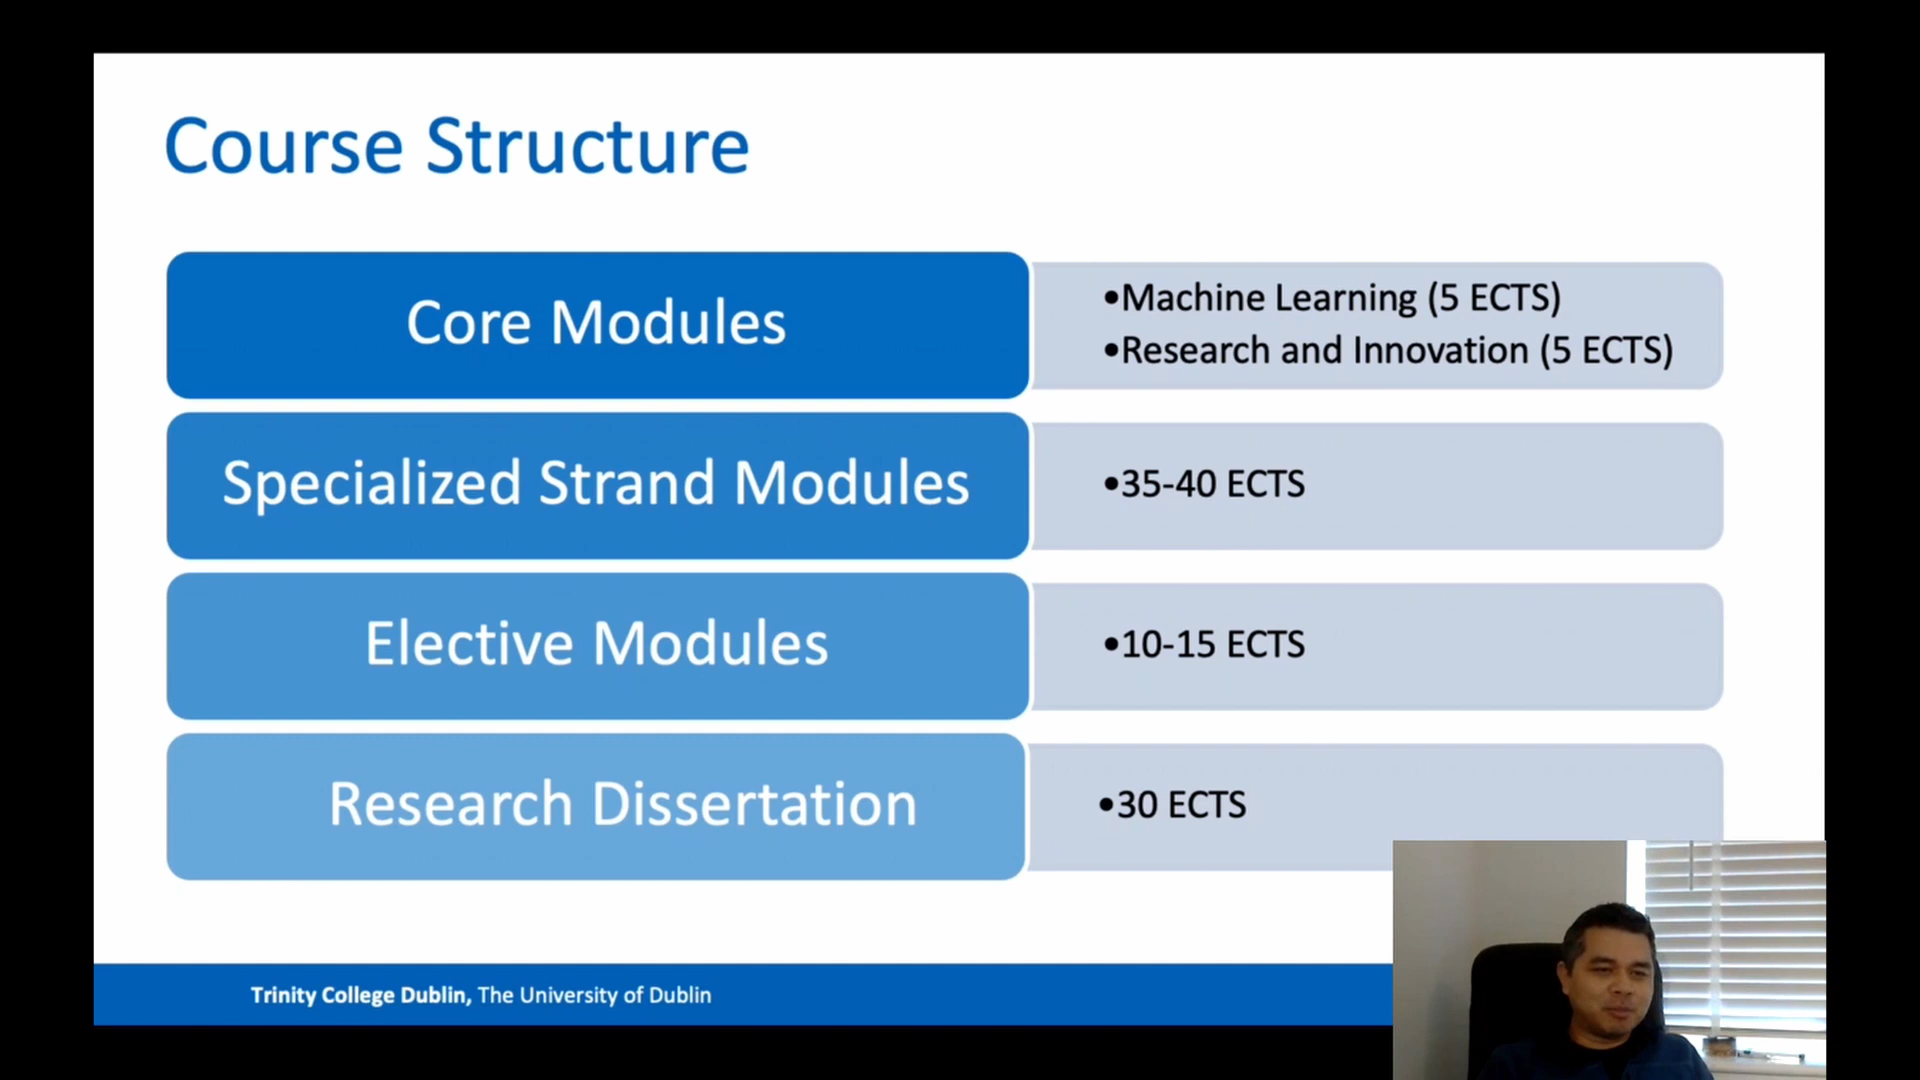 Course Structure
Core Modules
•Machine Learning (5 ECTS)
•Research and Innovation (5 ECTS)
Specialized Strand Modules
•35-40 ECTS
Elective Modules
•10-15 ECTS
Research Dissertation
•30 ECTS
Trinity College Dublin, The University of Dublin